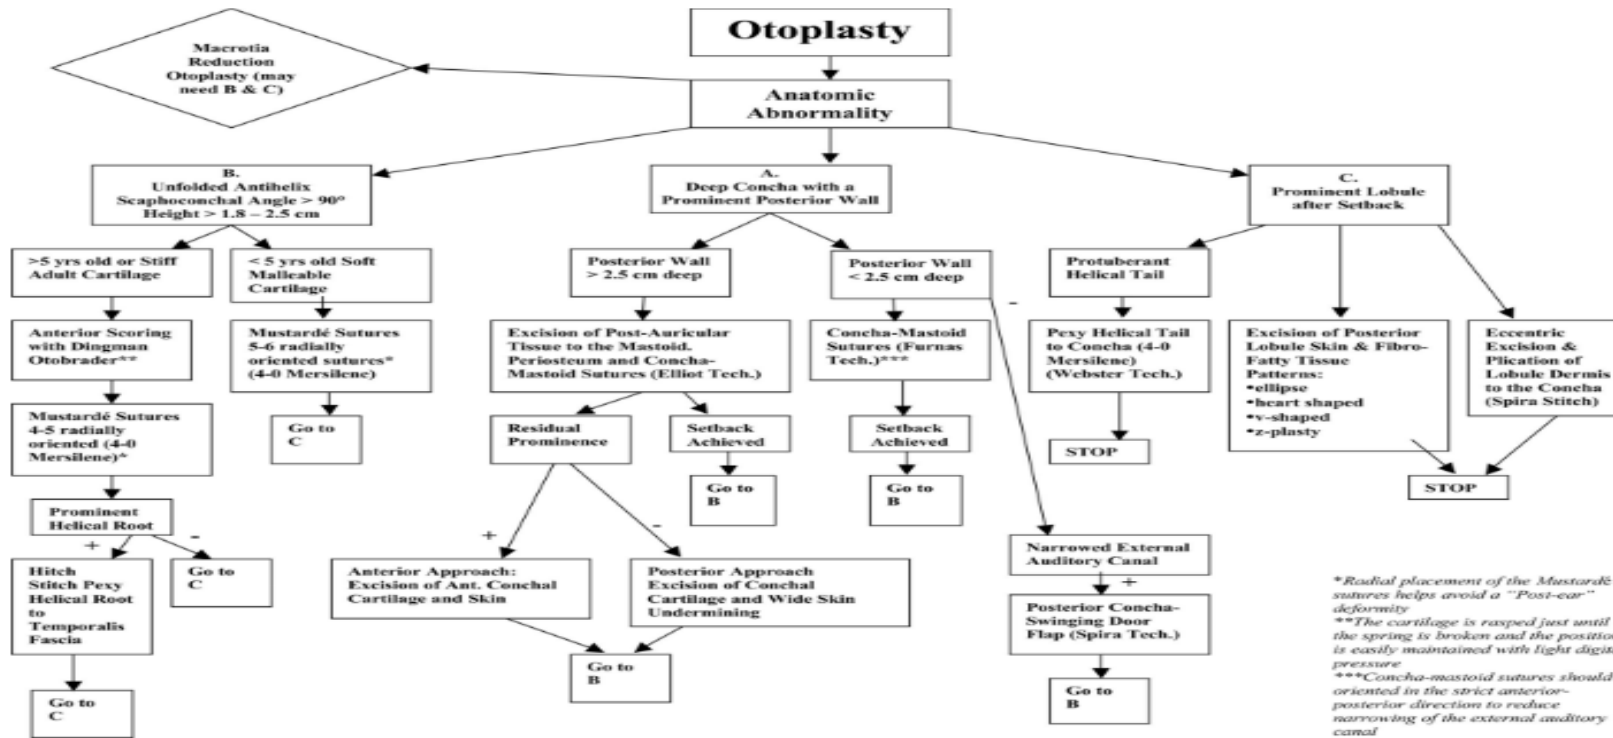 Otoplasty
Macrotia
Reduction
Otoplasty (may
need B & C)
Anatomic
Abnormality
B.
Unfolded Antihelix
Scaphoconchal Angle > 90°
Height > 1.8 – 2.5 cm
A.
Deep Concha with a
Prominent Posterior Wall
C.
Prominent Lobule
after Setback
>5 yrs old or Stiff
Adult Cartilage
< 5 yrs old Soft
Malleable
Cartilage
Posterior Wall
> 2.5 cm deep
Posterior Wall
< 2.5 cm deep
Protuberant
Helical Tail
-
Anterior Scoring
with Dingman
Otobrader**
Mustardé Sutures
5-6 radially
oriented sutures*
(4-0 Mersilene)
Excision of Post-Auricular
Tissue to the Mastoid.
Periosteum and Concha-
Mastoid Sutures (Elliot Tech.)
Concha-Mastoid
Sutures (Furnas
Tech.)***
Pexy Helical Tail
to Concha (4-0
Mersilene)
(Webster Tech.)
Excision of Posterior
Lobule Skin & Fibro-
Fatty Tissue
Patterns:
•ellipse
•heart shaped
•v-shaped
•z-plasty
Eccentric
Excision &
Plication of
Lobule Dermis
to the Concha
(Spira Stitch)
Mustardé Sutures
4-5 radially
oriented (4-0
Mersilene)*
Go to
C
Residual
Prominence
Setback
Achieved
Setback
Achieved
STOP
STOP
Go to
B
Go to
B
Prominent
Helical Root
+
-
+
-
Hitch
Stitch Pexy
Helical Root
to
Temporalis
Fascia
Go to
C
Anterior Approach:
Excision of Ant. Conchal
Cartilage and Skin
Posterior Approach
Excision of Conchal
Cartilage and Wide Skin
Undermining
Narrowed External
Auditory Canal
+
Posterior Concha-
Swinging Door
Flap (Spira Tech.)
Go to
C
Go to
B
Go to
B
*Radial placement of the Mustardé
sutures helps avoid a "Post-ear"
deformity
**The cartilage is rasped just until
the spring is broken and the position
is easily maintained with light
pressure
***Concha-mastoid sutures should
oriented in the strict anterior-
posterior direction to reduce
narrowing of the external auditory
canal